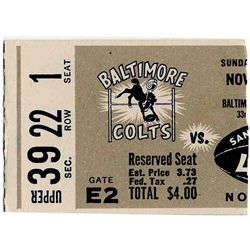 UPPER 39 22 1
SEC. ROW SEAT
BALTIMORE
COLTS
vs.
GATE
E2
Reserved Seat
Est. Price 3.73
Fed. Tax .27
TOTAL $4.00
SUNDA
NOV
BALTIM
33r
SAN
NO